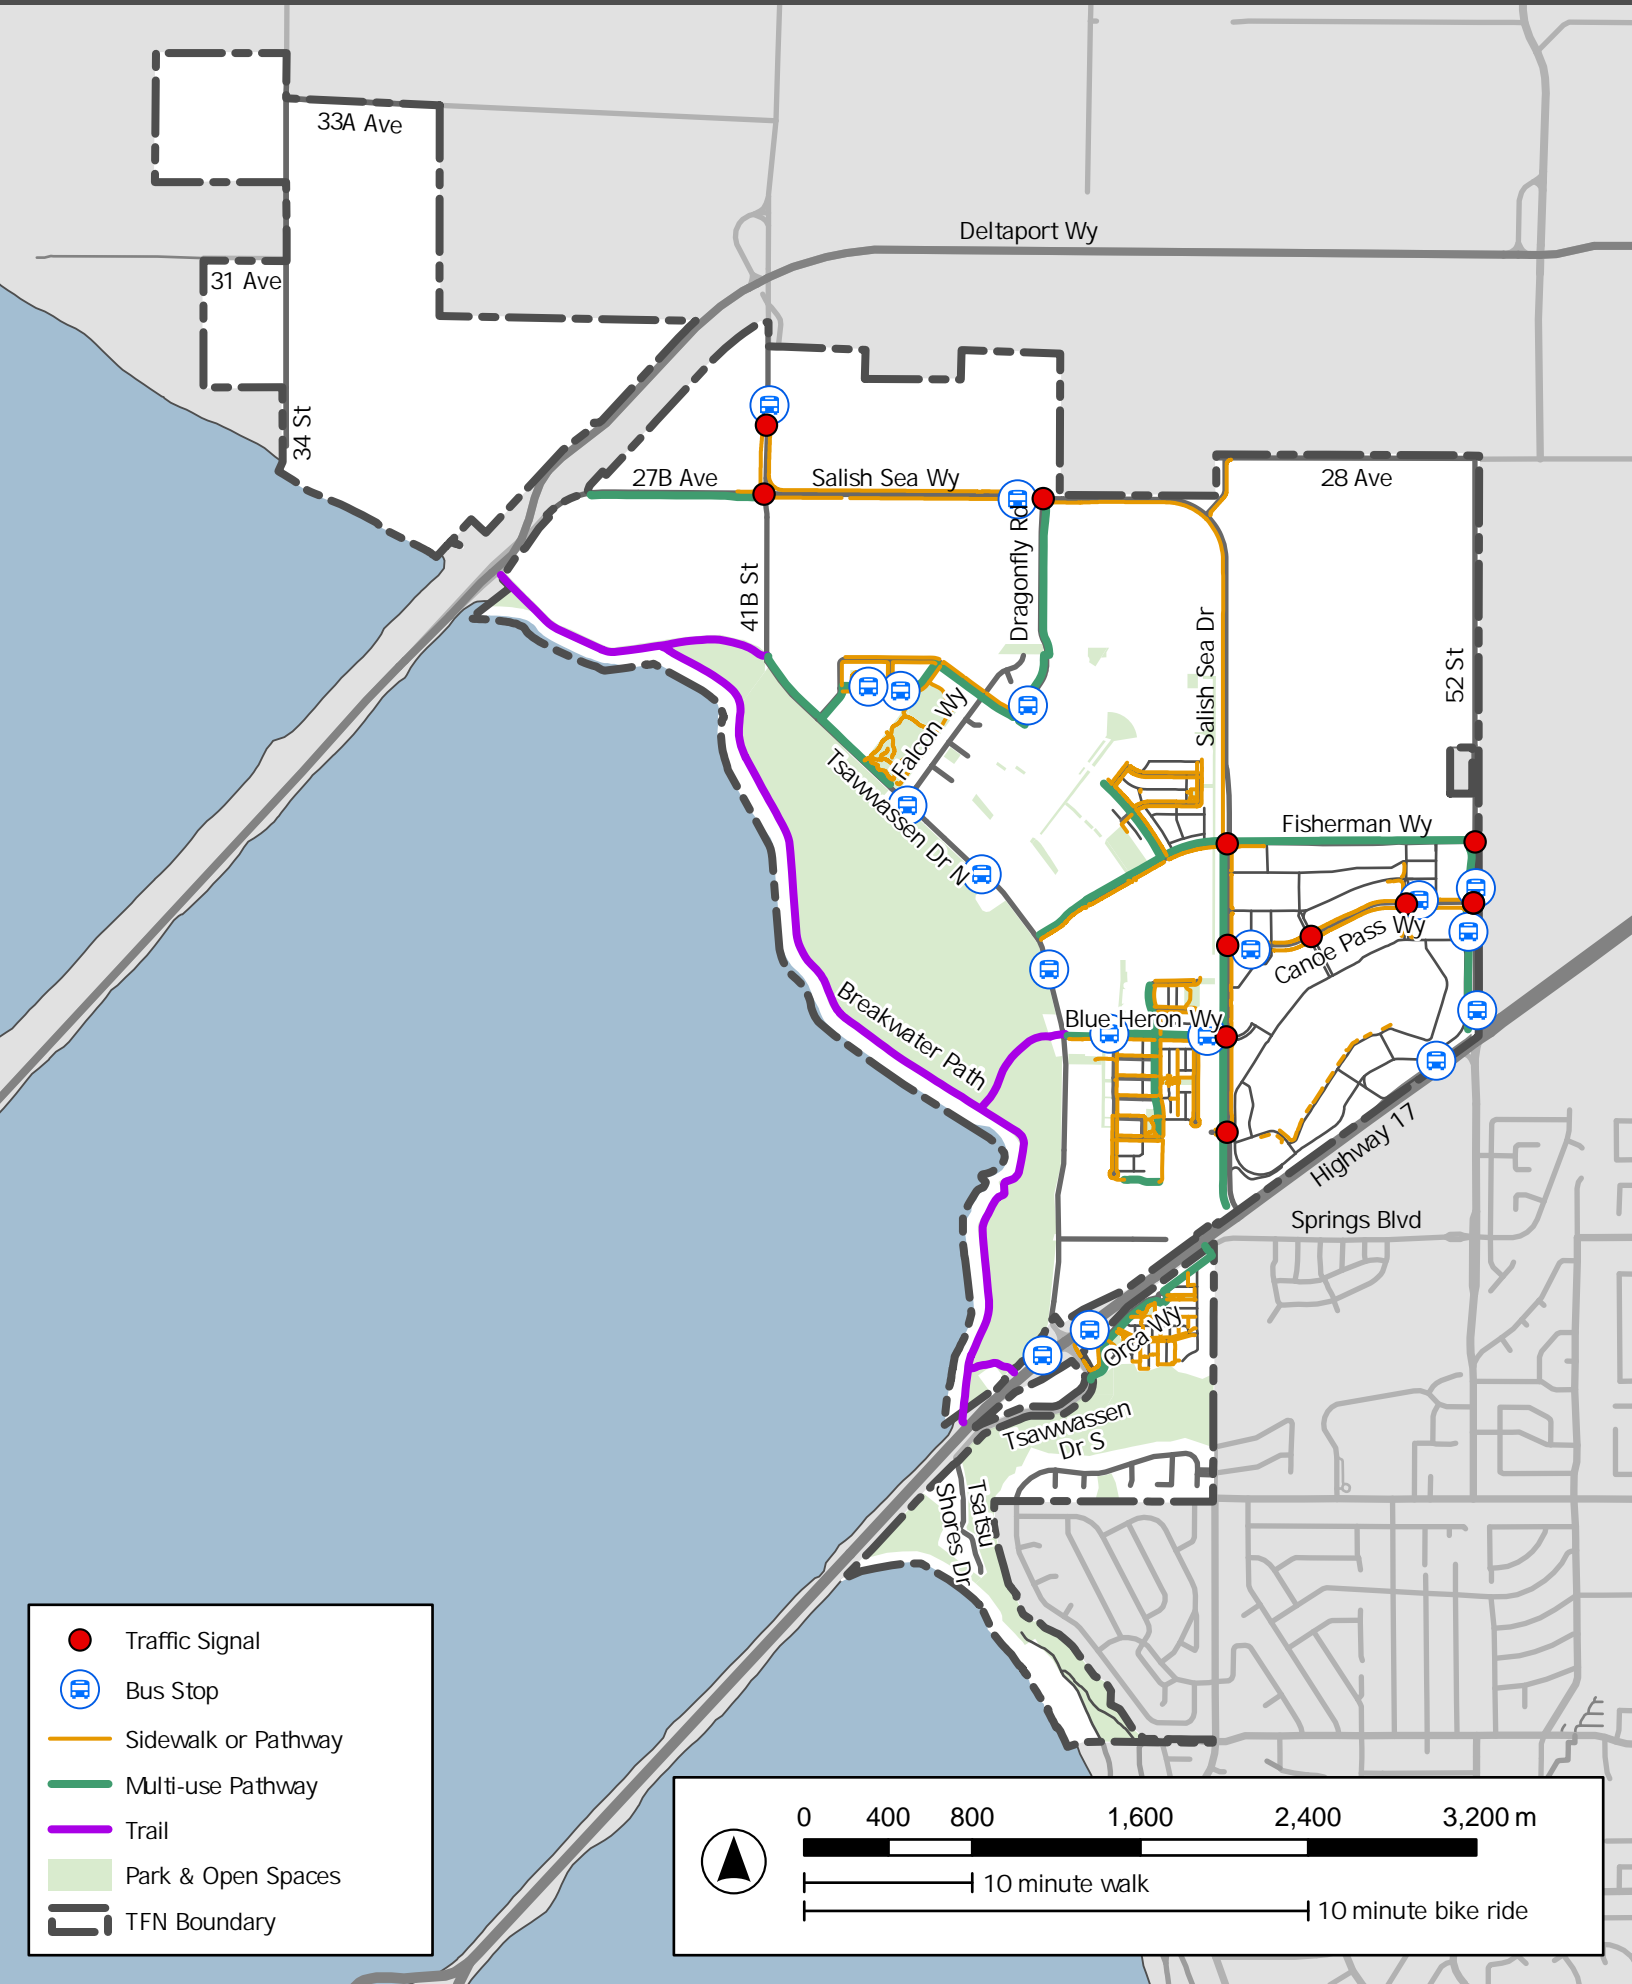 33A Ave
Deltaport Wy
31 Ave
34 St
27B Ave
Salish Sea Wy
28 Ave
Dragonfly Rd
41B St
Salish Sea Dr
52 St
Falcon Wy
Tsawwassen Dr N
Fisherman Wy
Canoe Pass Wy
Breakwater Path
Blue Heron Wy
Highway 17
Springs Blvd
Orca Wy
Tsawwassen
Dr S
Tsatsu
Shores Dr
Traffic Signal
Bus Stop
Sidewalk or Pathway
Multi-use Pathway
Trail
Park & Open Spaces
TFN Boundary
0 400 800 1,600 2,400 3,200 m
10 minute walk
10 minute bike ride